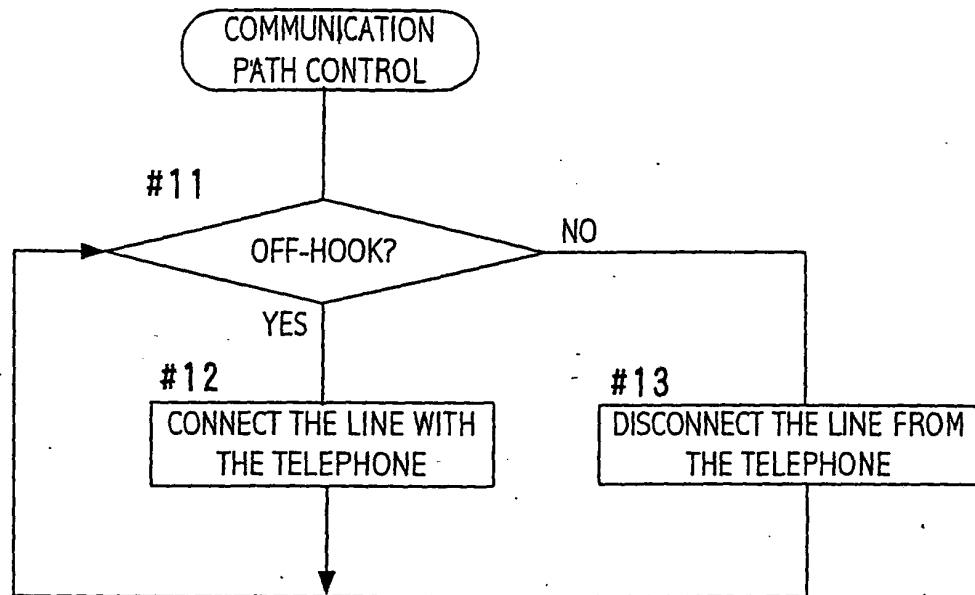 COMMUNICATION
PATH CONTROL
#11
OFF-HOOK?
NO
YES
#12
CONNECT THE LINE WITH
THE TELEPHONE
#13
DISCONNECT THE LINE FROM
THE TELEPHONE